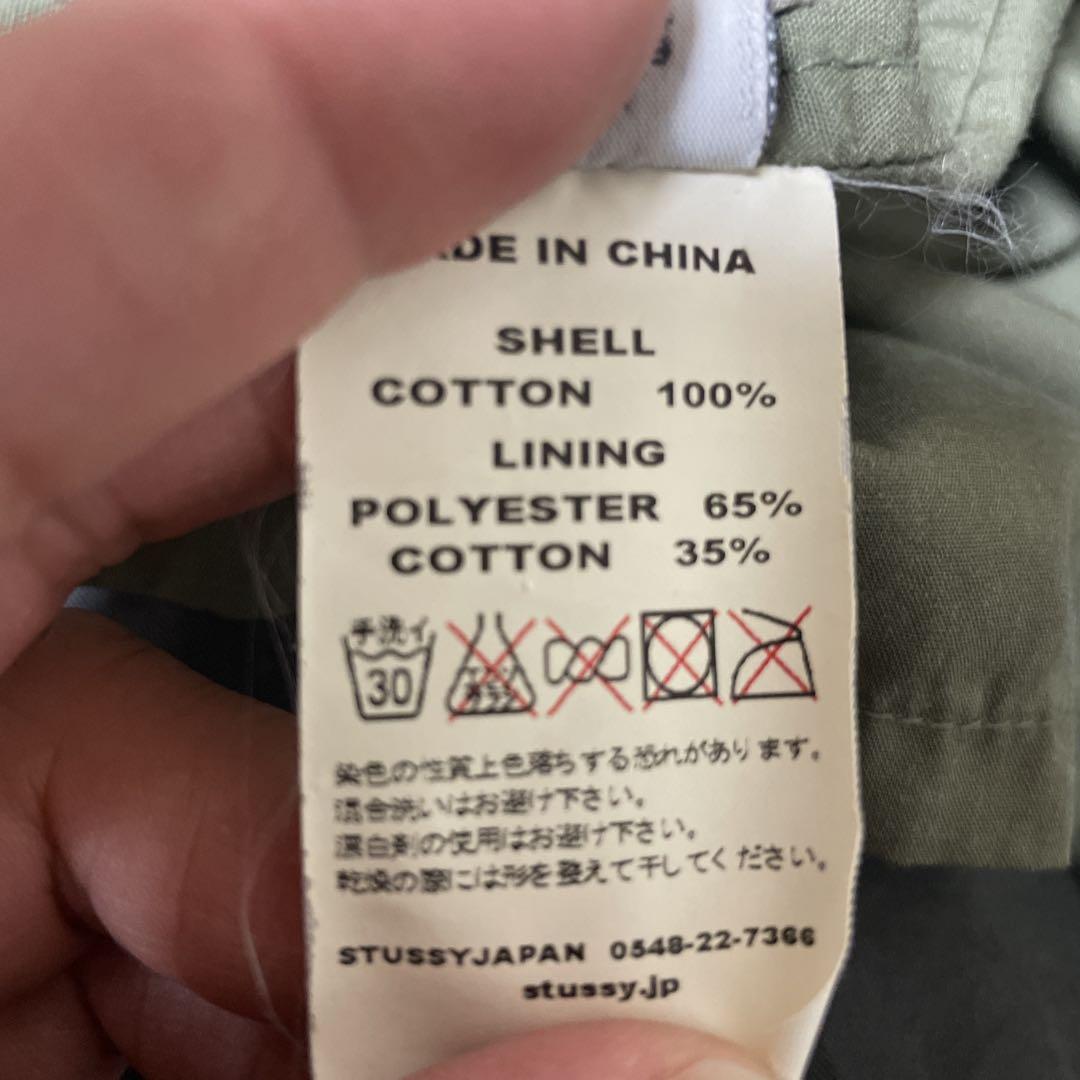 MADE IN CHINA
SHELL
COTTON 100%
LINING
POLYESTER 65%
COTTON 35%
手洗イ
30
染色の性質上色落ちする恐れがあります。
混合洗いはお避け下さい。
漂白剤の使用はお避け下さい。
乾燥の際には形を整えて干してください。
STUSSYJAPAN 0548-22-7366
stussy.jp